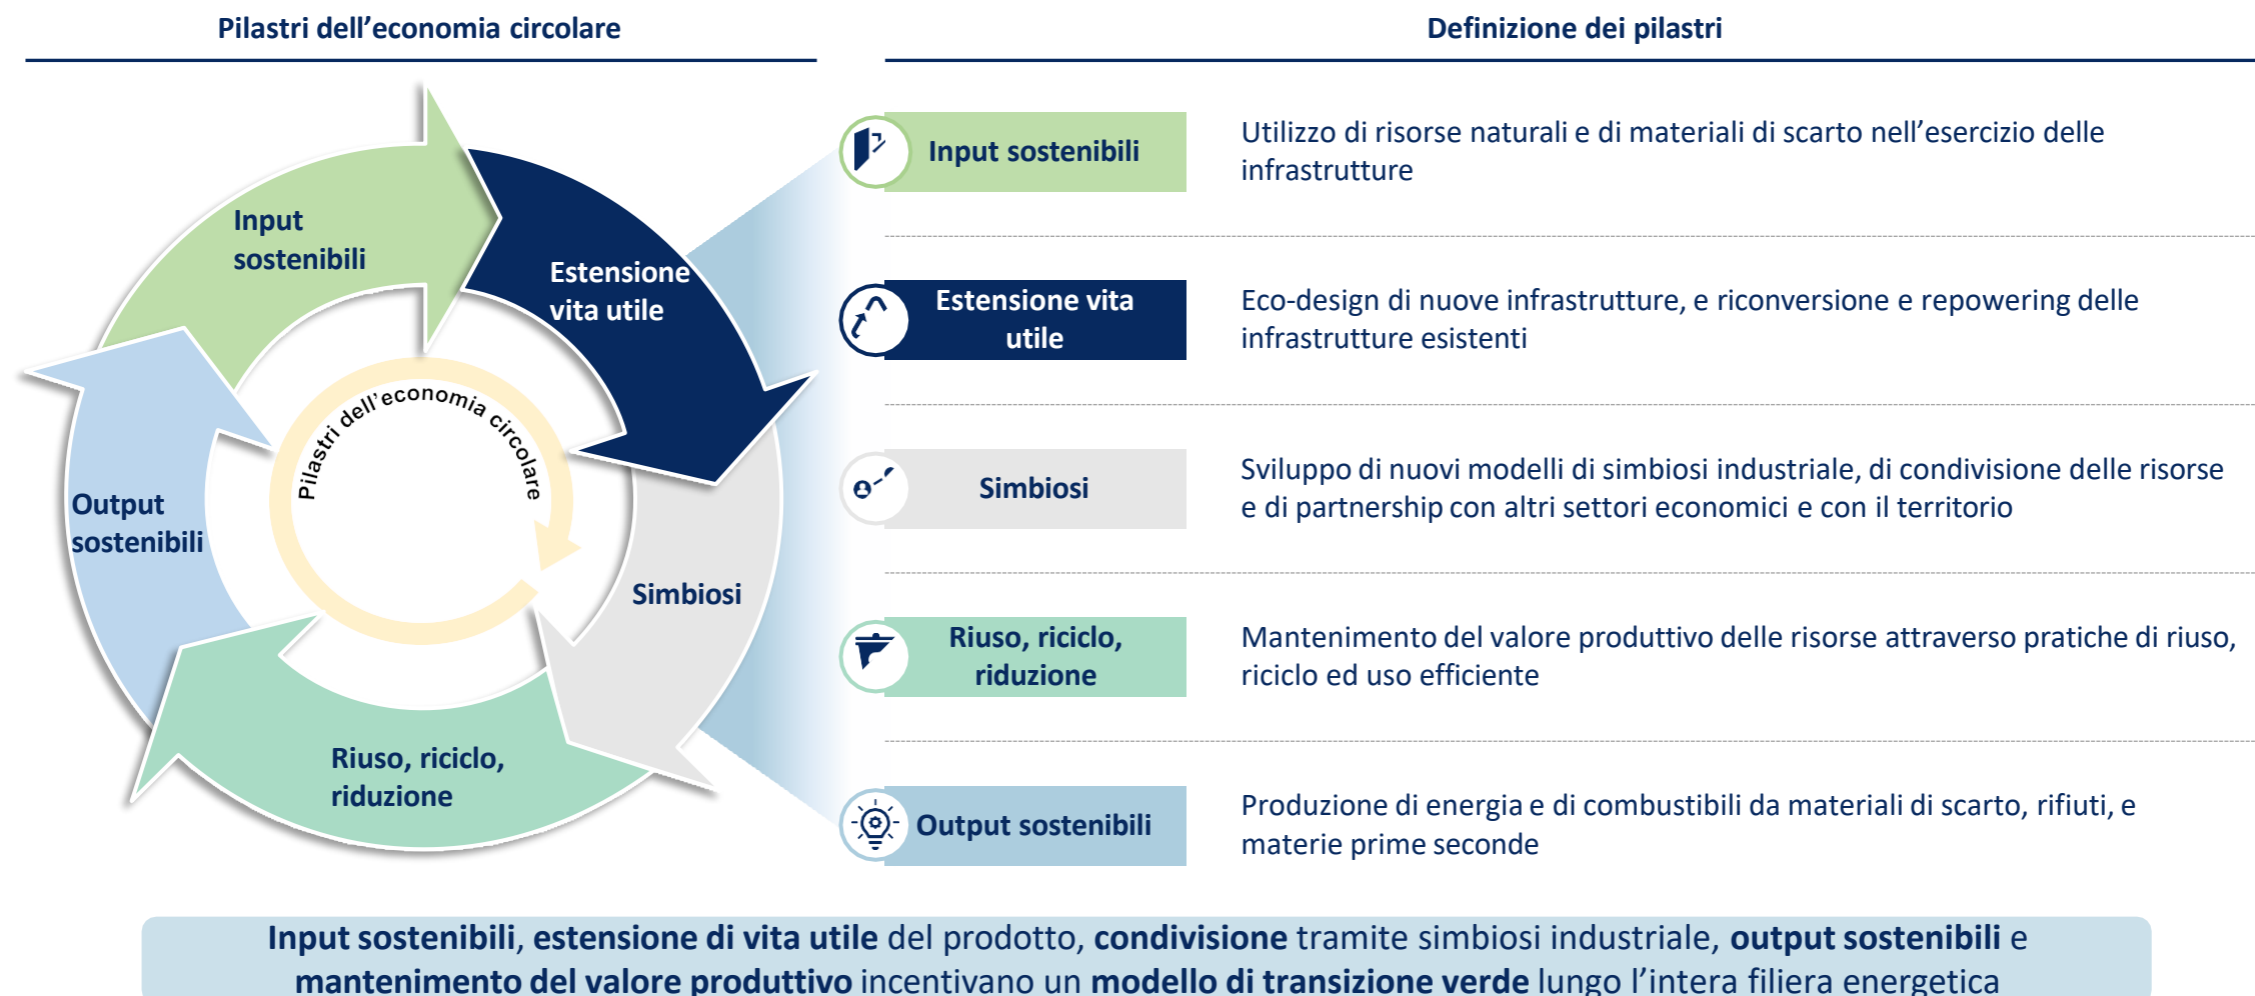 Pilastri dell’economia circolare
Input
sostenibili
Estensione
vita utile
Simbiosi
Riuso, riciclo,
riduzione
Output
sostenibili
Pilastri dell’economia circolare
Definizione dei pilastri
Input sostenibili
Utilizzo di risorse naturali e di materiali di scarto nell’esercizio delle
infrastrutture
Estensione vita
utile
Eco-design di nuove infrastrutture, e riconversione e repowering delle
infrastrutture esistenti
Simbiosi
Sviluppo di nuovi modelli di simbiosi industriale, di condivisione delle risorse
e di partnership con altri settori economici e con il territorio
Riuso, riciclo,
riduzione
Mantenimento del valore produttivo delle risorse attraverso pratiche di riuso,
riciclo ed uso efficiente
Output sostenibili
Produzione di energia e di combustibili da materiali di scarto, rifiuti, e
materie prime seconde
Input sostenibili, estensione di vita utile del prodotto, condivisione tramite simbiosi industriale, output sostenibili e
mantenimento del valore produttivo incentivano un modello di transizione verde lungo l’intera filiera energetica